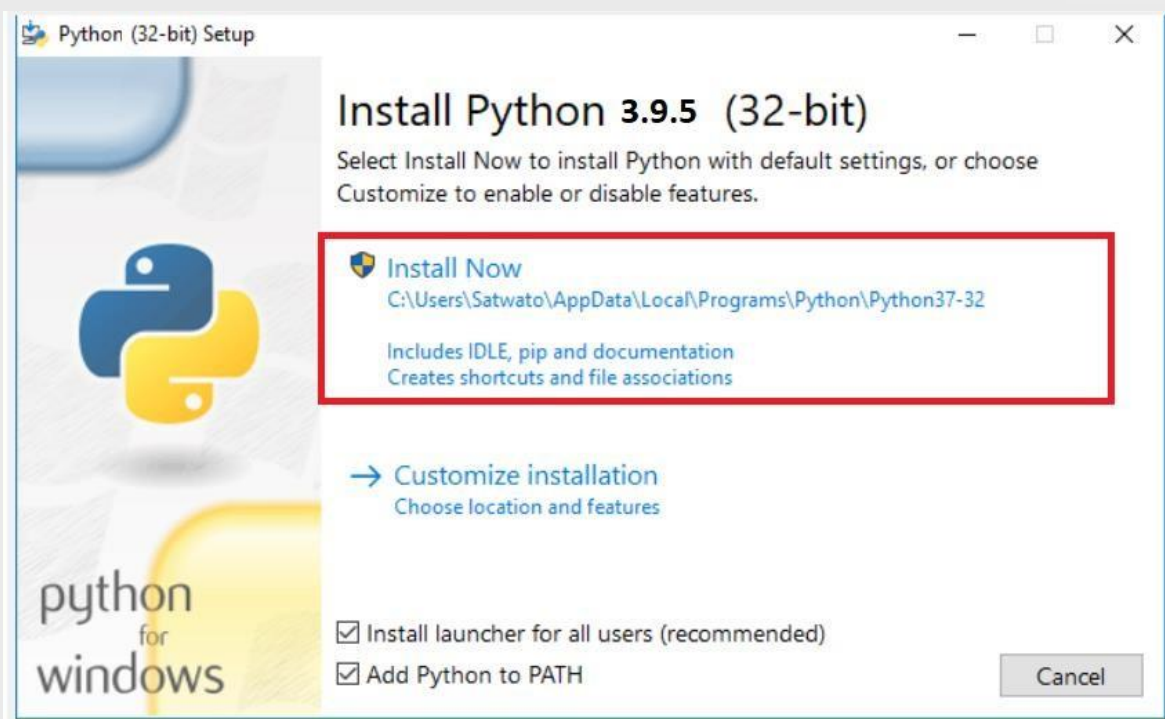 Python (32-bit) Setup
Install Python 3.9.5 (32-bit)
Select Install Now to install Python with default settings, or choose
Customize to enable or disable features.
Install Now
C:\Users\Satwato\AppData\Local\Programs\Python\Python37-32
Includes IDLE, pip and documentation
Creates shortcuts and file associations
Customize installation
Choose location and features
python
for
windows
Install launcher for all users (recommended)
Add Python to PATH
Cancel